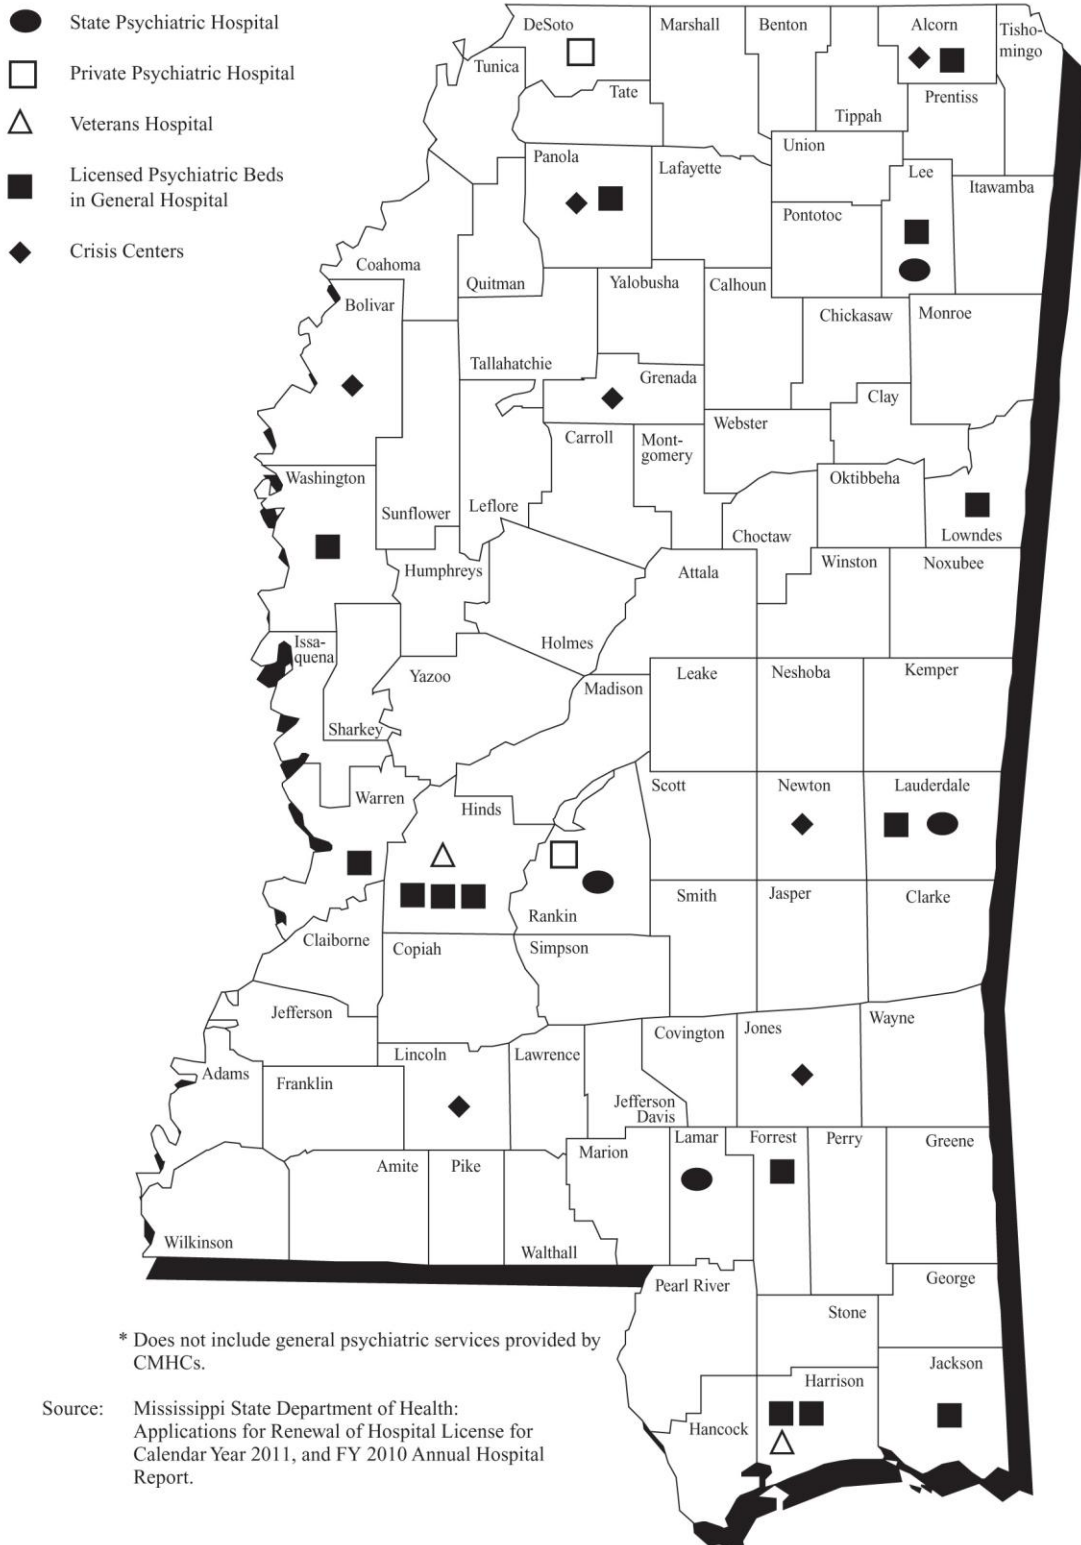 State Psychiatric Hospital
Private Psychiatric Hospital
Veterans Hospital
Licensed Psychiatric Beds
in General Hospital
Crisis Centers
DeSoto
Marshall
Benton
Alcorn
Tisho-
mingo
Tunica
Tate
Tippah
Prentiss
Panola
Lafayette
Union
Lee
Itawamba
Pontotoc
Coahoma
Quitman
Yalobusha
Calhoun
Bolivar
Chickasaw
Monroe
Tallahatchie
Grenada
Clay
Webster
Carroll
Mont-
gomery
Washington
Sunflower
Leflore
Oktibbeha
Choctaw
Lowndes
Humphreys
Attala
Winston
Noxubee
Holmes
Issa-
quena
Yazoo
Madison
Leake
Neshoba
Kemper
Sharkey
Warren
Hinds
Scott
Newton
Lauderdale
Rankin
Smith
Jasper
Clarke
Claiborne
Copiah
Simpson
Jefferson
Covington
Jones
Wayne
Lincoln
Lawrence
Adams
Franklin
Jefferson
Davis
Lamar
Forrest
Perry
Greene
Marion
Amite
Pike
Wilkinson
Walthall
Pearl River
George
Stone
Jackson
Harrison
Hancock
* Does not include general psychiatric services provided by
CMHCs.
Source: Mississippi State Department of Health:
Applications for Renewal of Hospital License for
Calendar Year 2011, and FY 2010 Annual Hospital
Report.